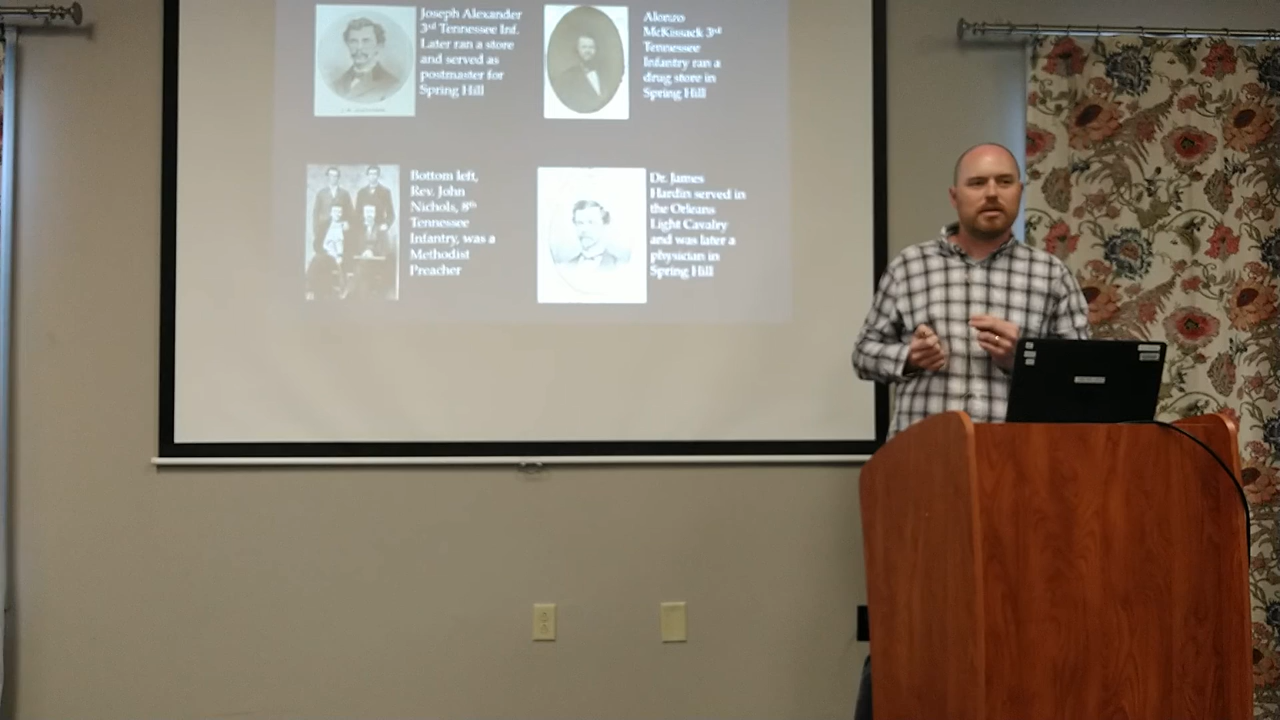 Joseph Alexander
3rd Tennessee Inf.
Later ran a store
and served as
postmaster for
Spring Hill
Alonzo
McKissack 3rd
Tennessee
Infantry ran a
drug store in
Spring Hill
Bottom left,
Rev. John
Nichols, 8th
Tennessee
Infantry, was a
Methodist
Preacher
Dr. James
Hardin served in
the Orleans
Light Cavalry
and was later a
physician in
Spring Hill